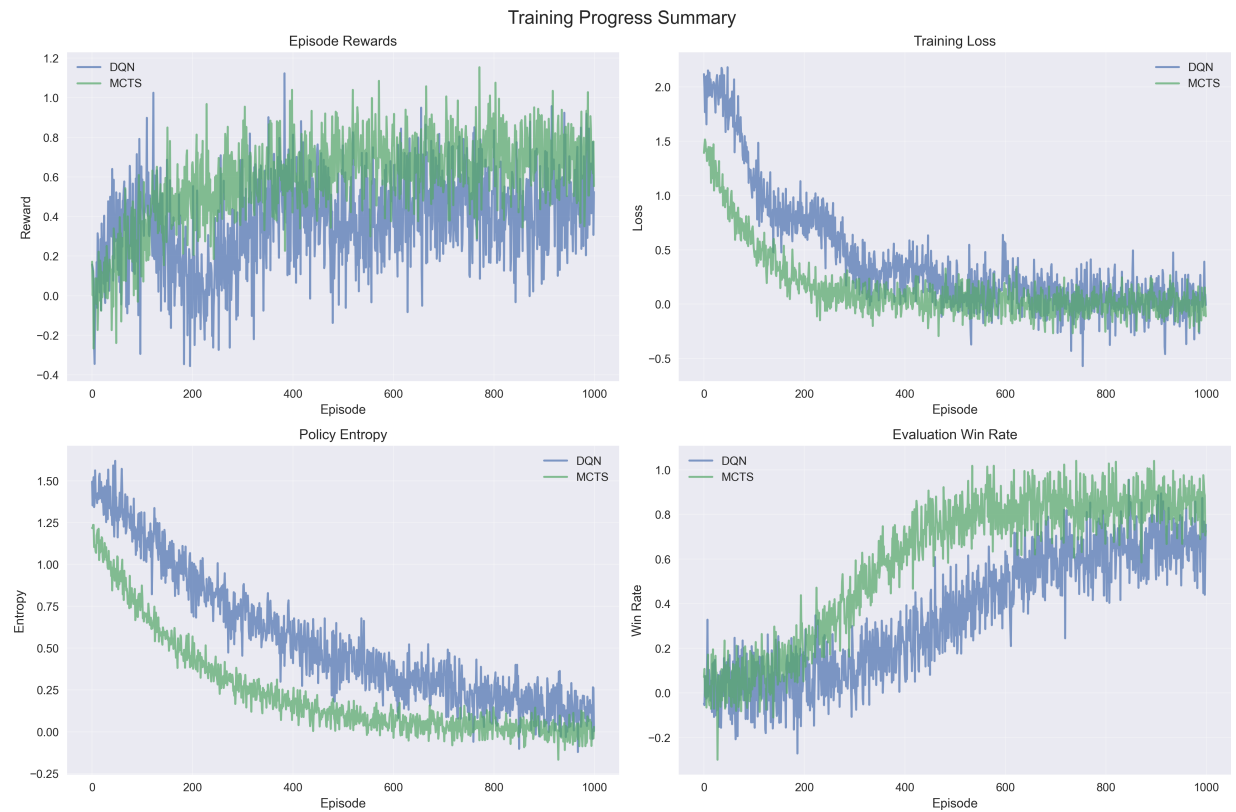 Training Progress Summary
Episode Rewards
DQN
MCTS
1.2
1.0
0.8
0.6
0.4
0.2
0.0
−0.2
−0.4
Reward
0
200
400
600
800
1000
Episode
Training Loss
DQN
MCTS
2.0
1.5
1.0
0.5
0.0
−0.5
Loss
0
200
400
600
800
1000
Episode
Policy Entropy
DQN
MCTS
1.50
1.25
1.00
0.75
0.50
0.25
0.00
−0.25
Entropy
0
200
400
600
800
1000
Episode
Evaluation Win Rate
DQN
MCTS
1.0
0.8
0.6
0.4
0.2
0.0
−0.2
Win Rate
0
200
400
600
800
1000
Episode